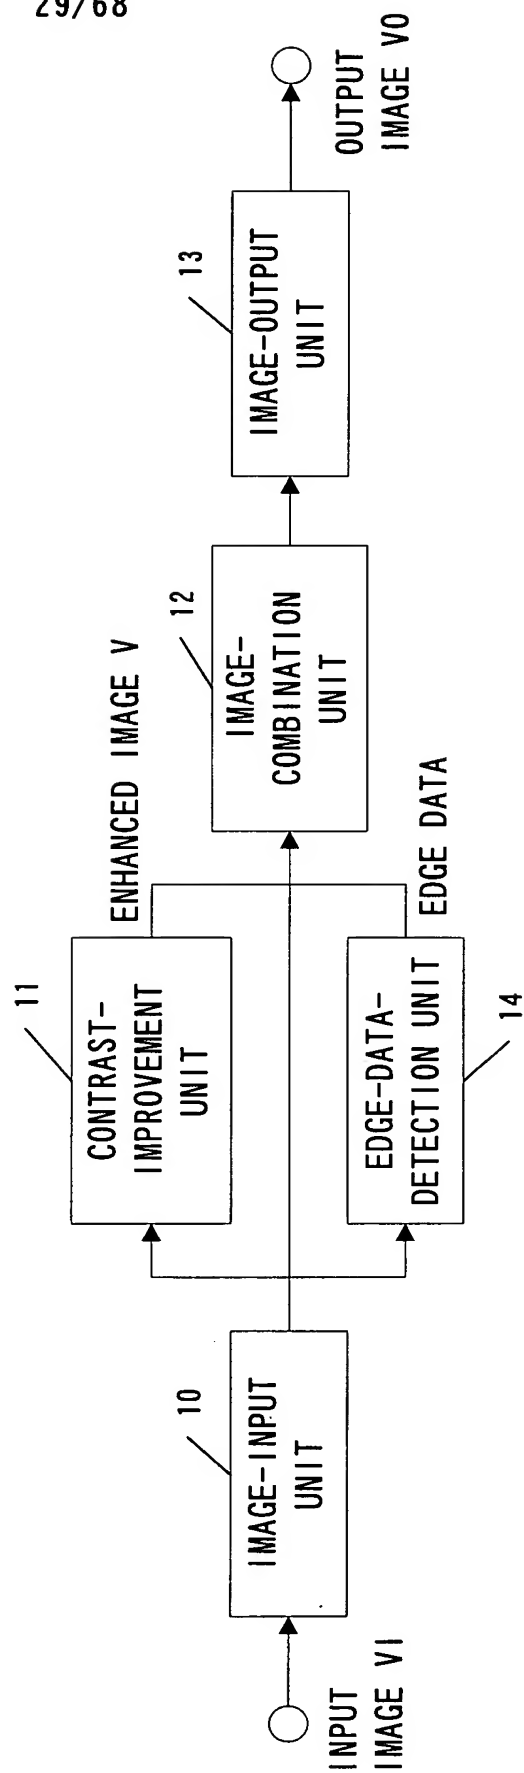 29/68
INPUT
IMAGE VI
10
IMAGE-INPUT
UNIT
11
CONTRAST-
IMPROVEMENT
UNIT
ENHANCED IMAGE V
EDGE-DATA-
DETECTION UNIT
14
EDGE DATA
12
IMAGE-
COMBINATION
UNIT
13
IMAGE-OUTPUT
UNIT
OUTPUT
IMAGE VO